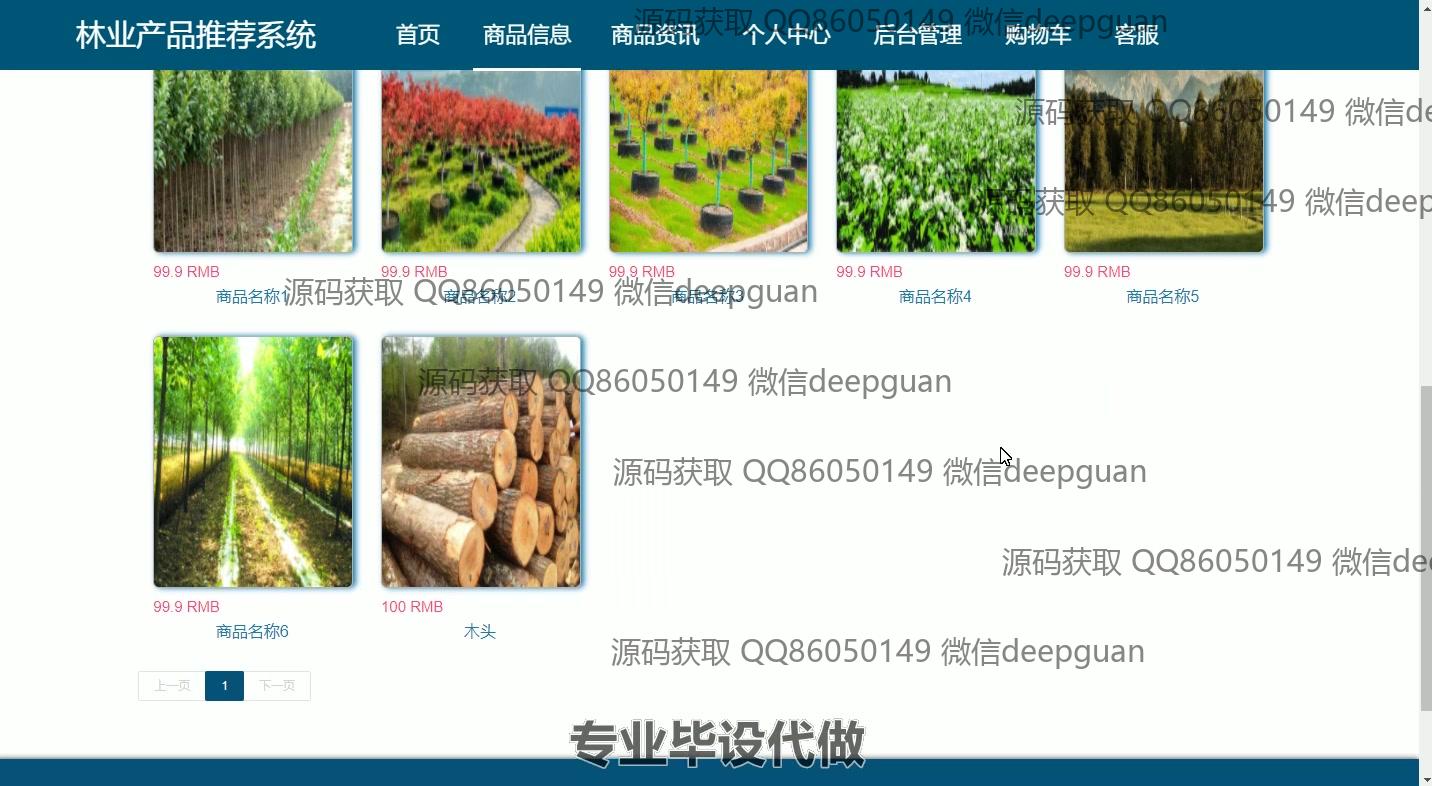 林业产品推荐系统 首页 商品信息 商品资讯 个人中心 后台管理 购物车 客服
源码获取 QQ86050149 微信deepguan
源码获取 QQ86050149 微信de
源码获取 QQ86050149 微信deep
99.9 RMB 99.9 RMB 99.9 RMB 99.9 RMB 99.9 RMB
源码获取 QQ86050149 微信deepguan
商品名称1 商品名称2 商品名称3 商品名称4 商品名称5
源码获取 QQ86050149 微信deepguan
源码获取 QQ86050149 微信deepguan
源码获取 QQ86050149 微信de
99.9 RMB 100 RMB
商品名称6 木头
源码获取 QQ86050149 微信deepguan
上一页 1 下一页
专业毕设代做